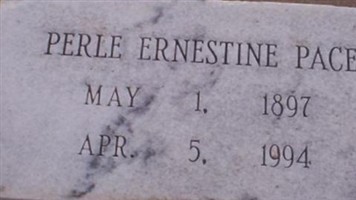 PERLE ERNESTINE PACE
MAY 1, 1897
APR. 5, 1994